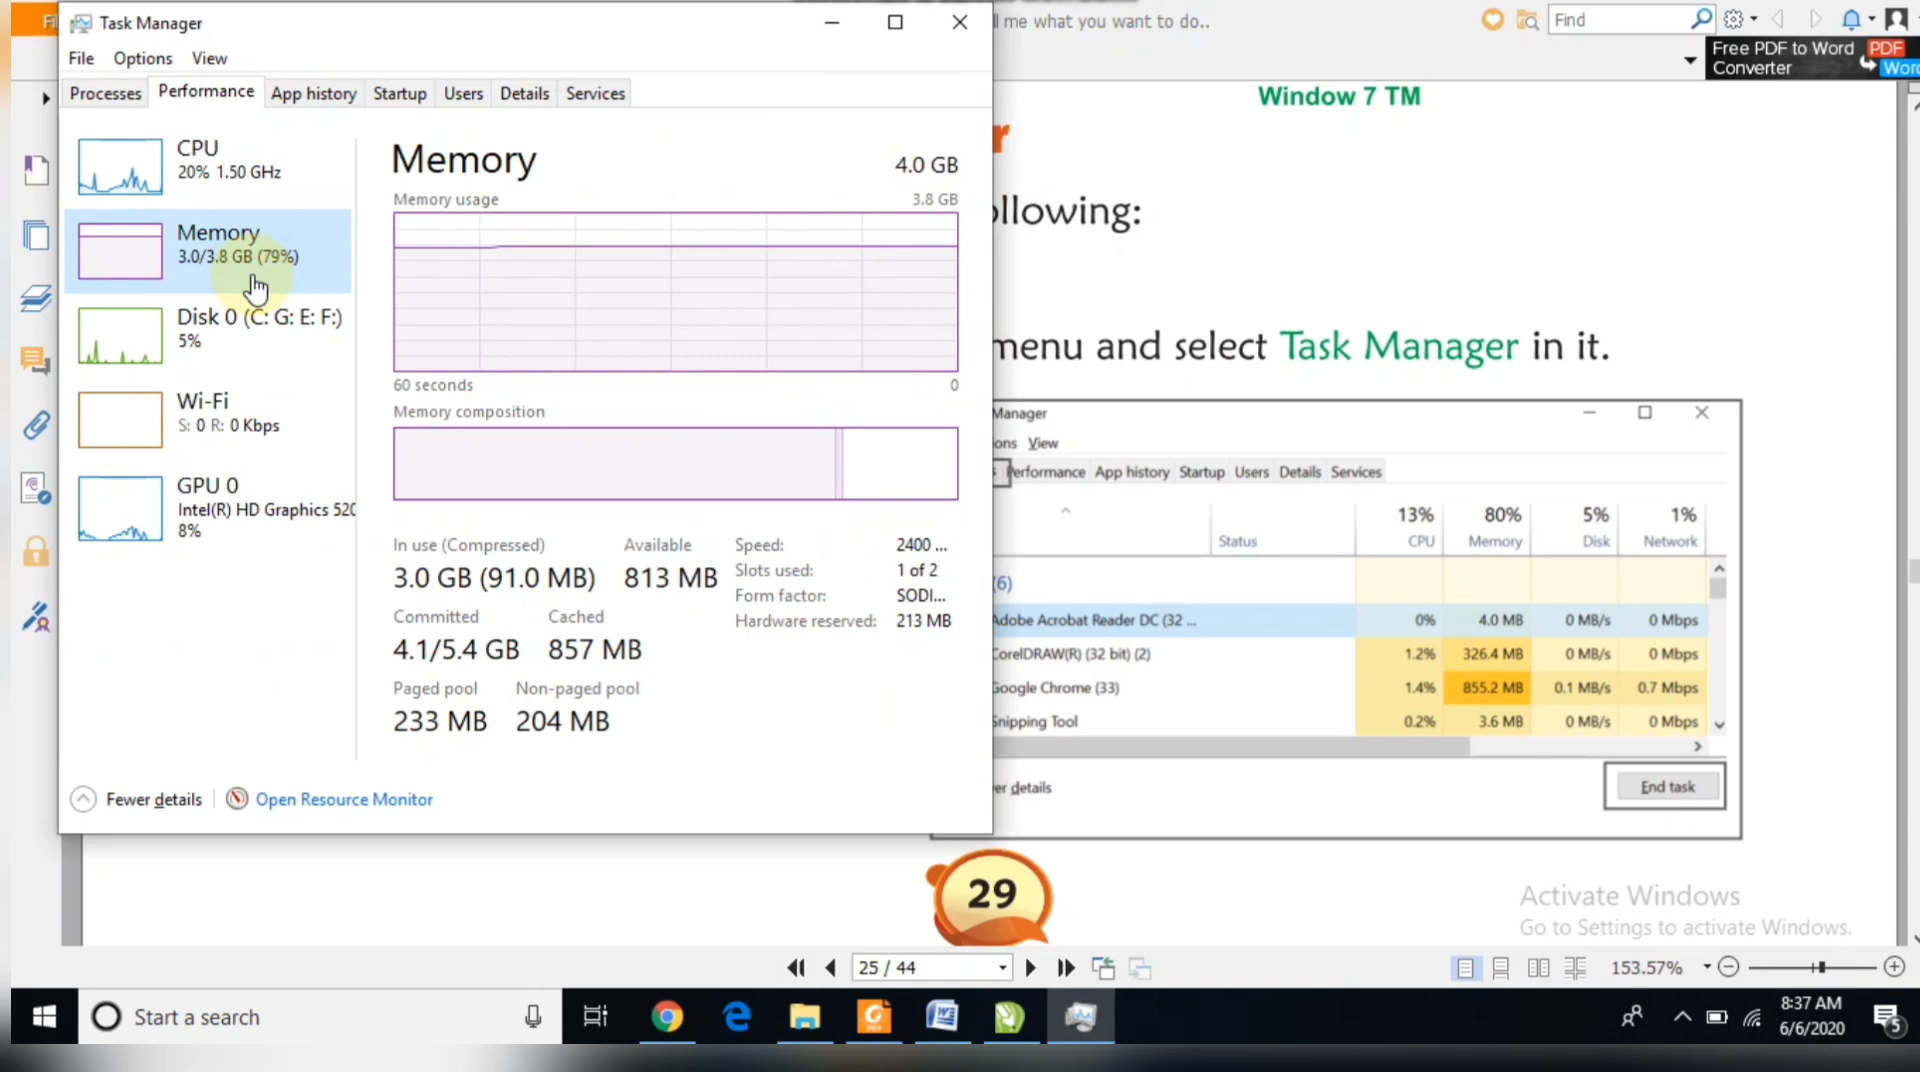 Task Manager
File Options View
Processes Performance App history Startup Users Details Services
CPU
20% 1.50 GHz
Memory
3.0/3.8 GB (79%)
Disk 0 (C: G: E: F:)
5%
Wi-Fi
S: 0 R: 0 Kbps
GPU 0
Intel(R) HD Graphics 520
8%
Memory 4.0 GB
Memory usage 3.8 GB
60 seconds 0
Memory composition
In use (Compressed) Available
3.0 GB (91.0 MB) 813 MB
Committed Cached
4.1/5.4 GB 857 MB
Paged pool Non-paged pool
233 MB 204 MB
Speed: 2400 ...
Slots used: 1 of 2
Form factor: SODI...
Hardware reserved: 213 MB
Fewer details Open Resource Monitor
me what you want to do..
Find
Free PDF to Word
Converter
PDF
Word
Window 7 TM
ollowing:
menu and select Task Manager in it.
Manager
ons View
Performance App history Startup Users Details Services
13% 80% 5% 1%
Status CPU Memory Disk Network
(6)
Adobe Acrobat Reader DC (32 ... 0% 4.0 MB 0 MB/s 0 Mbps
CorelDRAW(R) (32 bit) (2) 1.2% 326.4 MB 0 MB/s 0 Mbps
Google Chrome (33) 1.4% 855.2 MB 0.1 MB/s 0.7 Mbps
Snipping Tool 0.2% 3.6 MB 0 MB/s 0 Mbps
er details
End task
29
Activate Windows
Go to Settings to activate Windows.
25 / 44
153.57%
Start a search
8:37 AM
6/6/2020
5